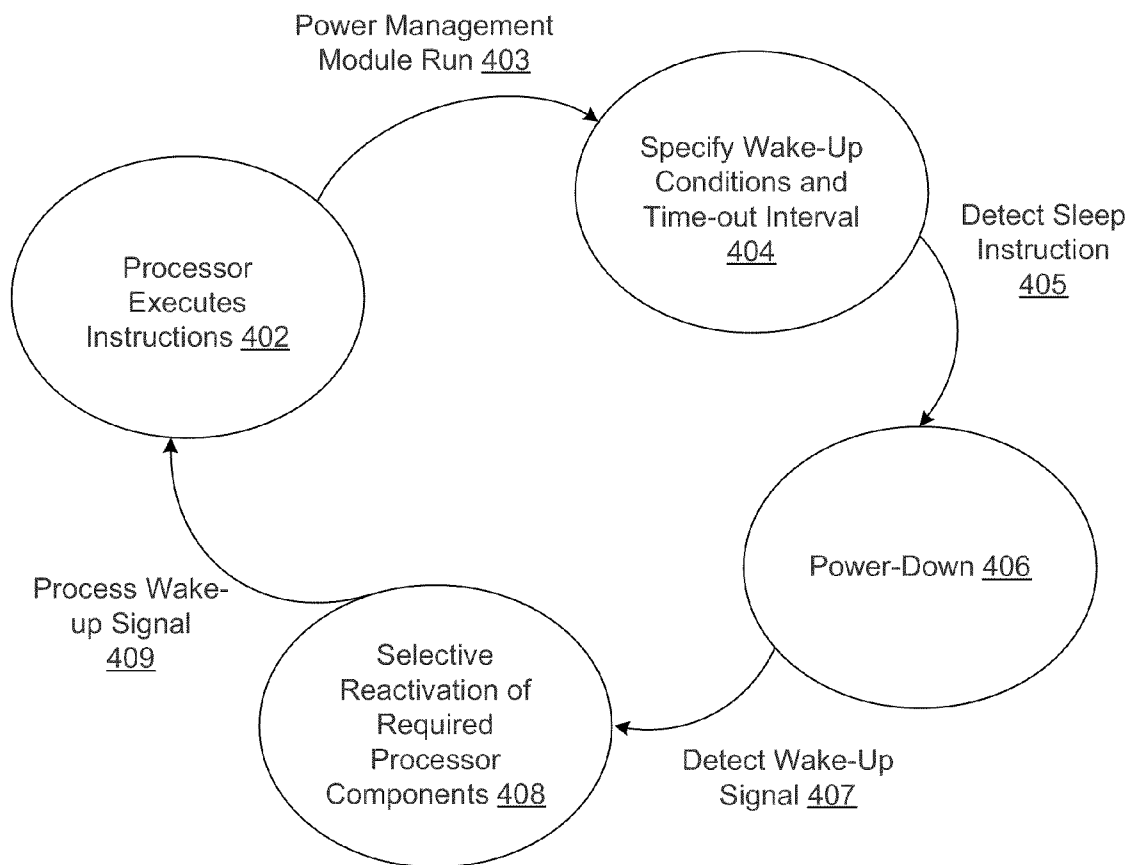 Power Management
Module Run 403
Specify Wake-Up
Conditions and
Time-out Interval
404
Detect Sleep
Instruction
405
Processor
Executes
Instructions 402
Power-Down 406
Process Wake-
up Signal
409
Selective
Reactivation of
Required
Processor
Components 408
Detect Wake-Up
Signal 407